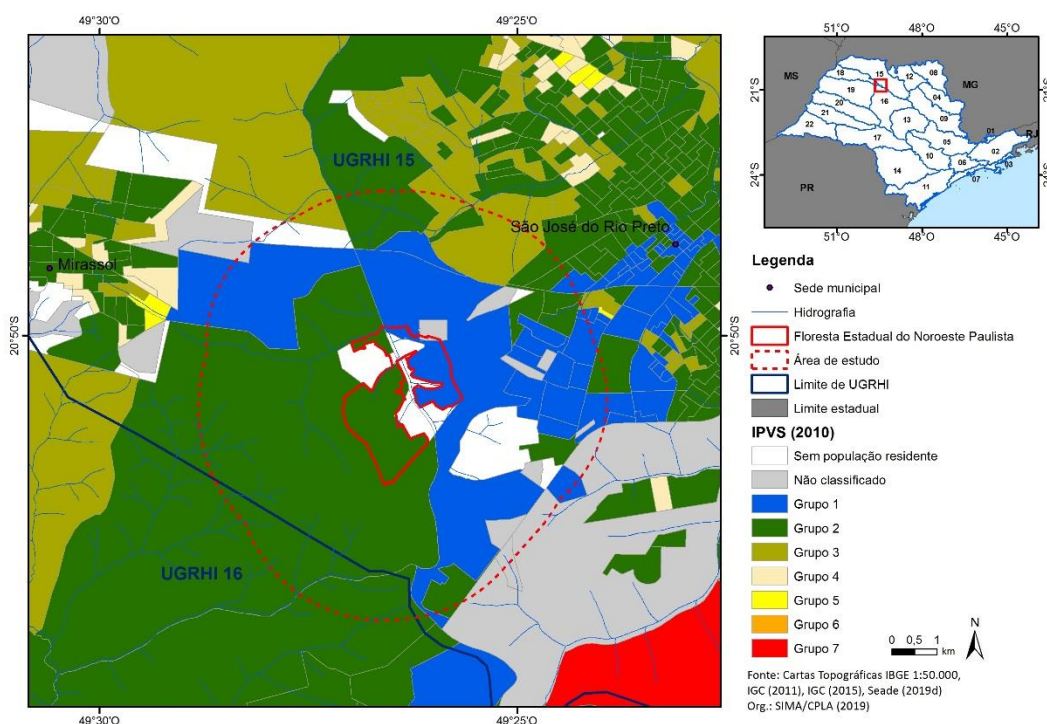 49°30'O
49°25'O
20°50'S
20°50'S
UGRHI 15
São José do Rio Preto
Mirassol
UGRHI 16
49°30'O
49°25'O
51°O
48°O
45°O
21°S
24°S
24°S
51°O
48°O
45°O
MS
MG
RJ
PR
18
15
12
08
19
16
04
20
13
09
21
22
17
05
01
02
10
06
03
14
07
11
Legenda
Sede municipal
Hidrografia
Floresta Estadual do Noroeste Paulista
Área de estudo
Limite de UGRHI
Limite estadual
IPVS (2010)
Sem população residente
Não classificado
Grupo 1
Grupo 2
Grupo 3
Grupo 4
Grupo 5
Grupo 6
Grupo 7
0 0,5 1
km
N
Fonte: Cartas Topográficas IBGE 1:50.000,
IGC (2011), IGC (2015), Seade (2019d)
Org.: SIMA/CPLA (2019)